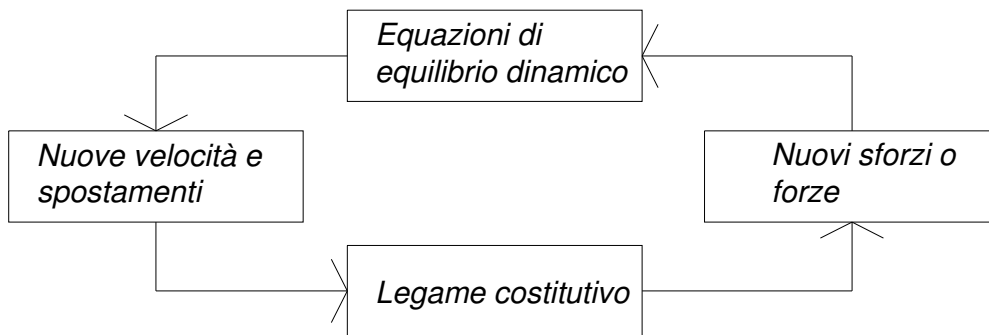 Equazioni di
equilibrio dinamico
Nuove velocità e
spostamenti
Nuovi sforzi o
forze
Legame costitutivo